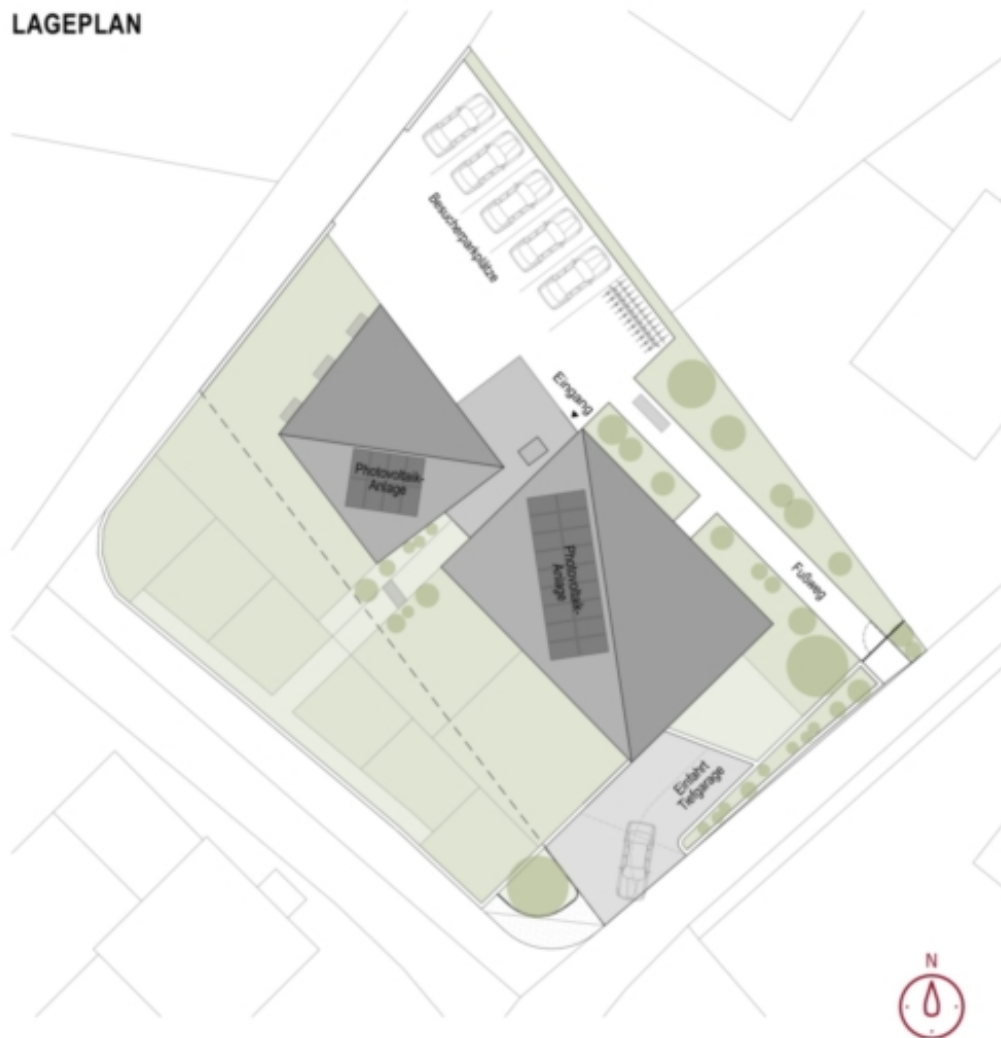 LAGEPLAN
Besucherparkplätze
Eingang
Photovoltaik-
Anlage
Photovoltaik-
Anlage
Fußweg
Einfahrt
Tiefgarage
N